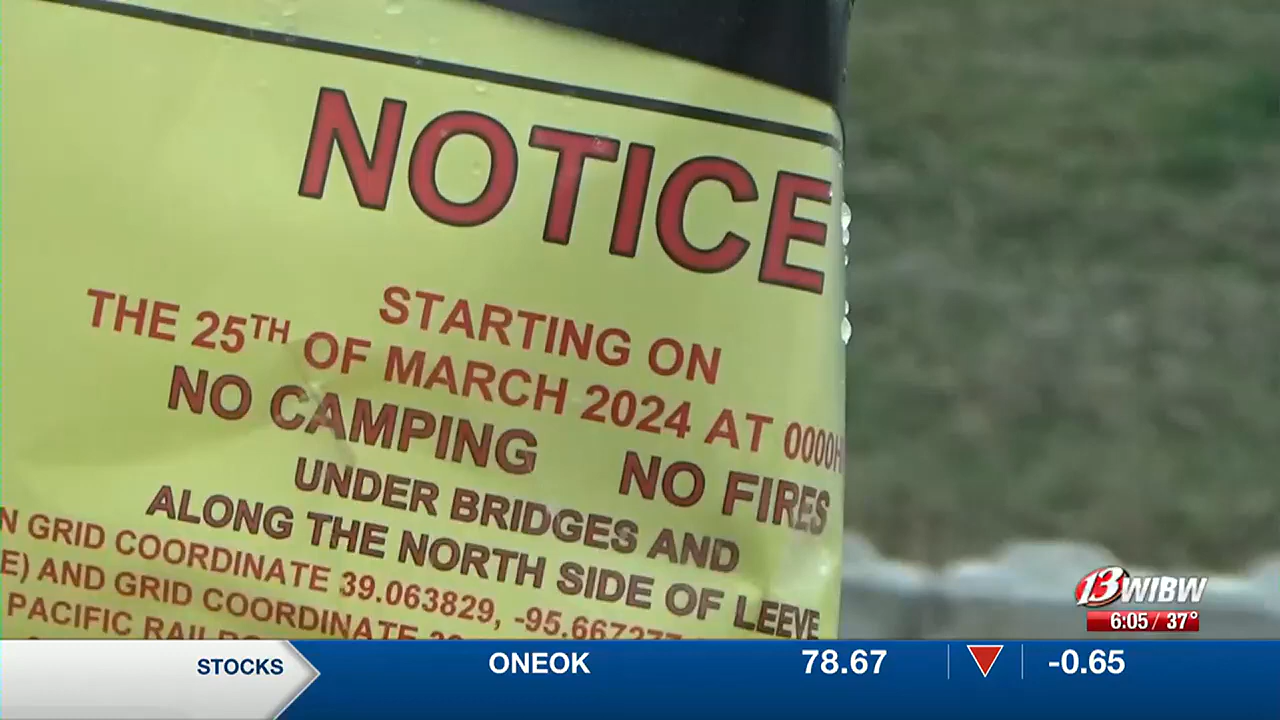 NOTICE
STARTING ON
THE 25TH OF MARCH 2024 AT 0000H
NO CAMPING NO FIRES
UNDER BRIDGES AND
ALONG THE NORTH SIDE OF LEEVE
N GRID COORDINATE 39.063829, -95.667277
E) AND GRID COORDINATE
PACIFIC
13 WIBW
6:05 / 37°
STOCKS ONEOK 78.67 -0.65